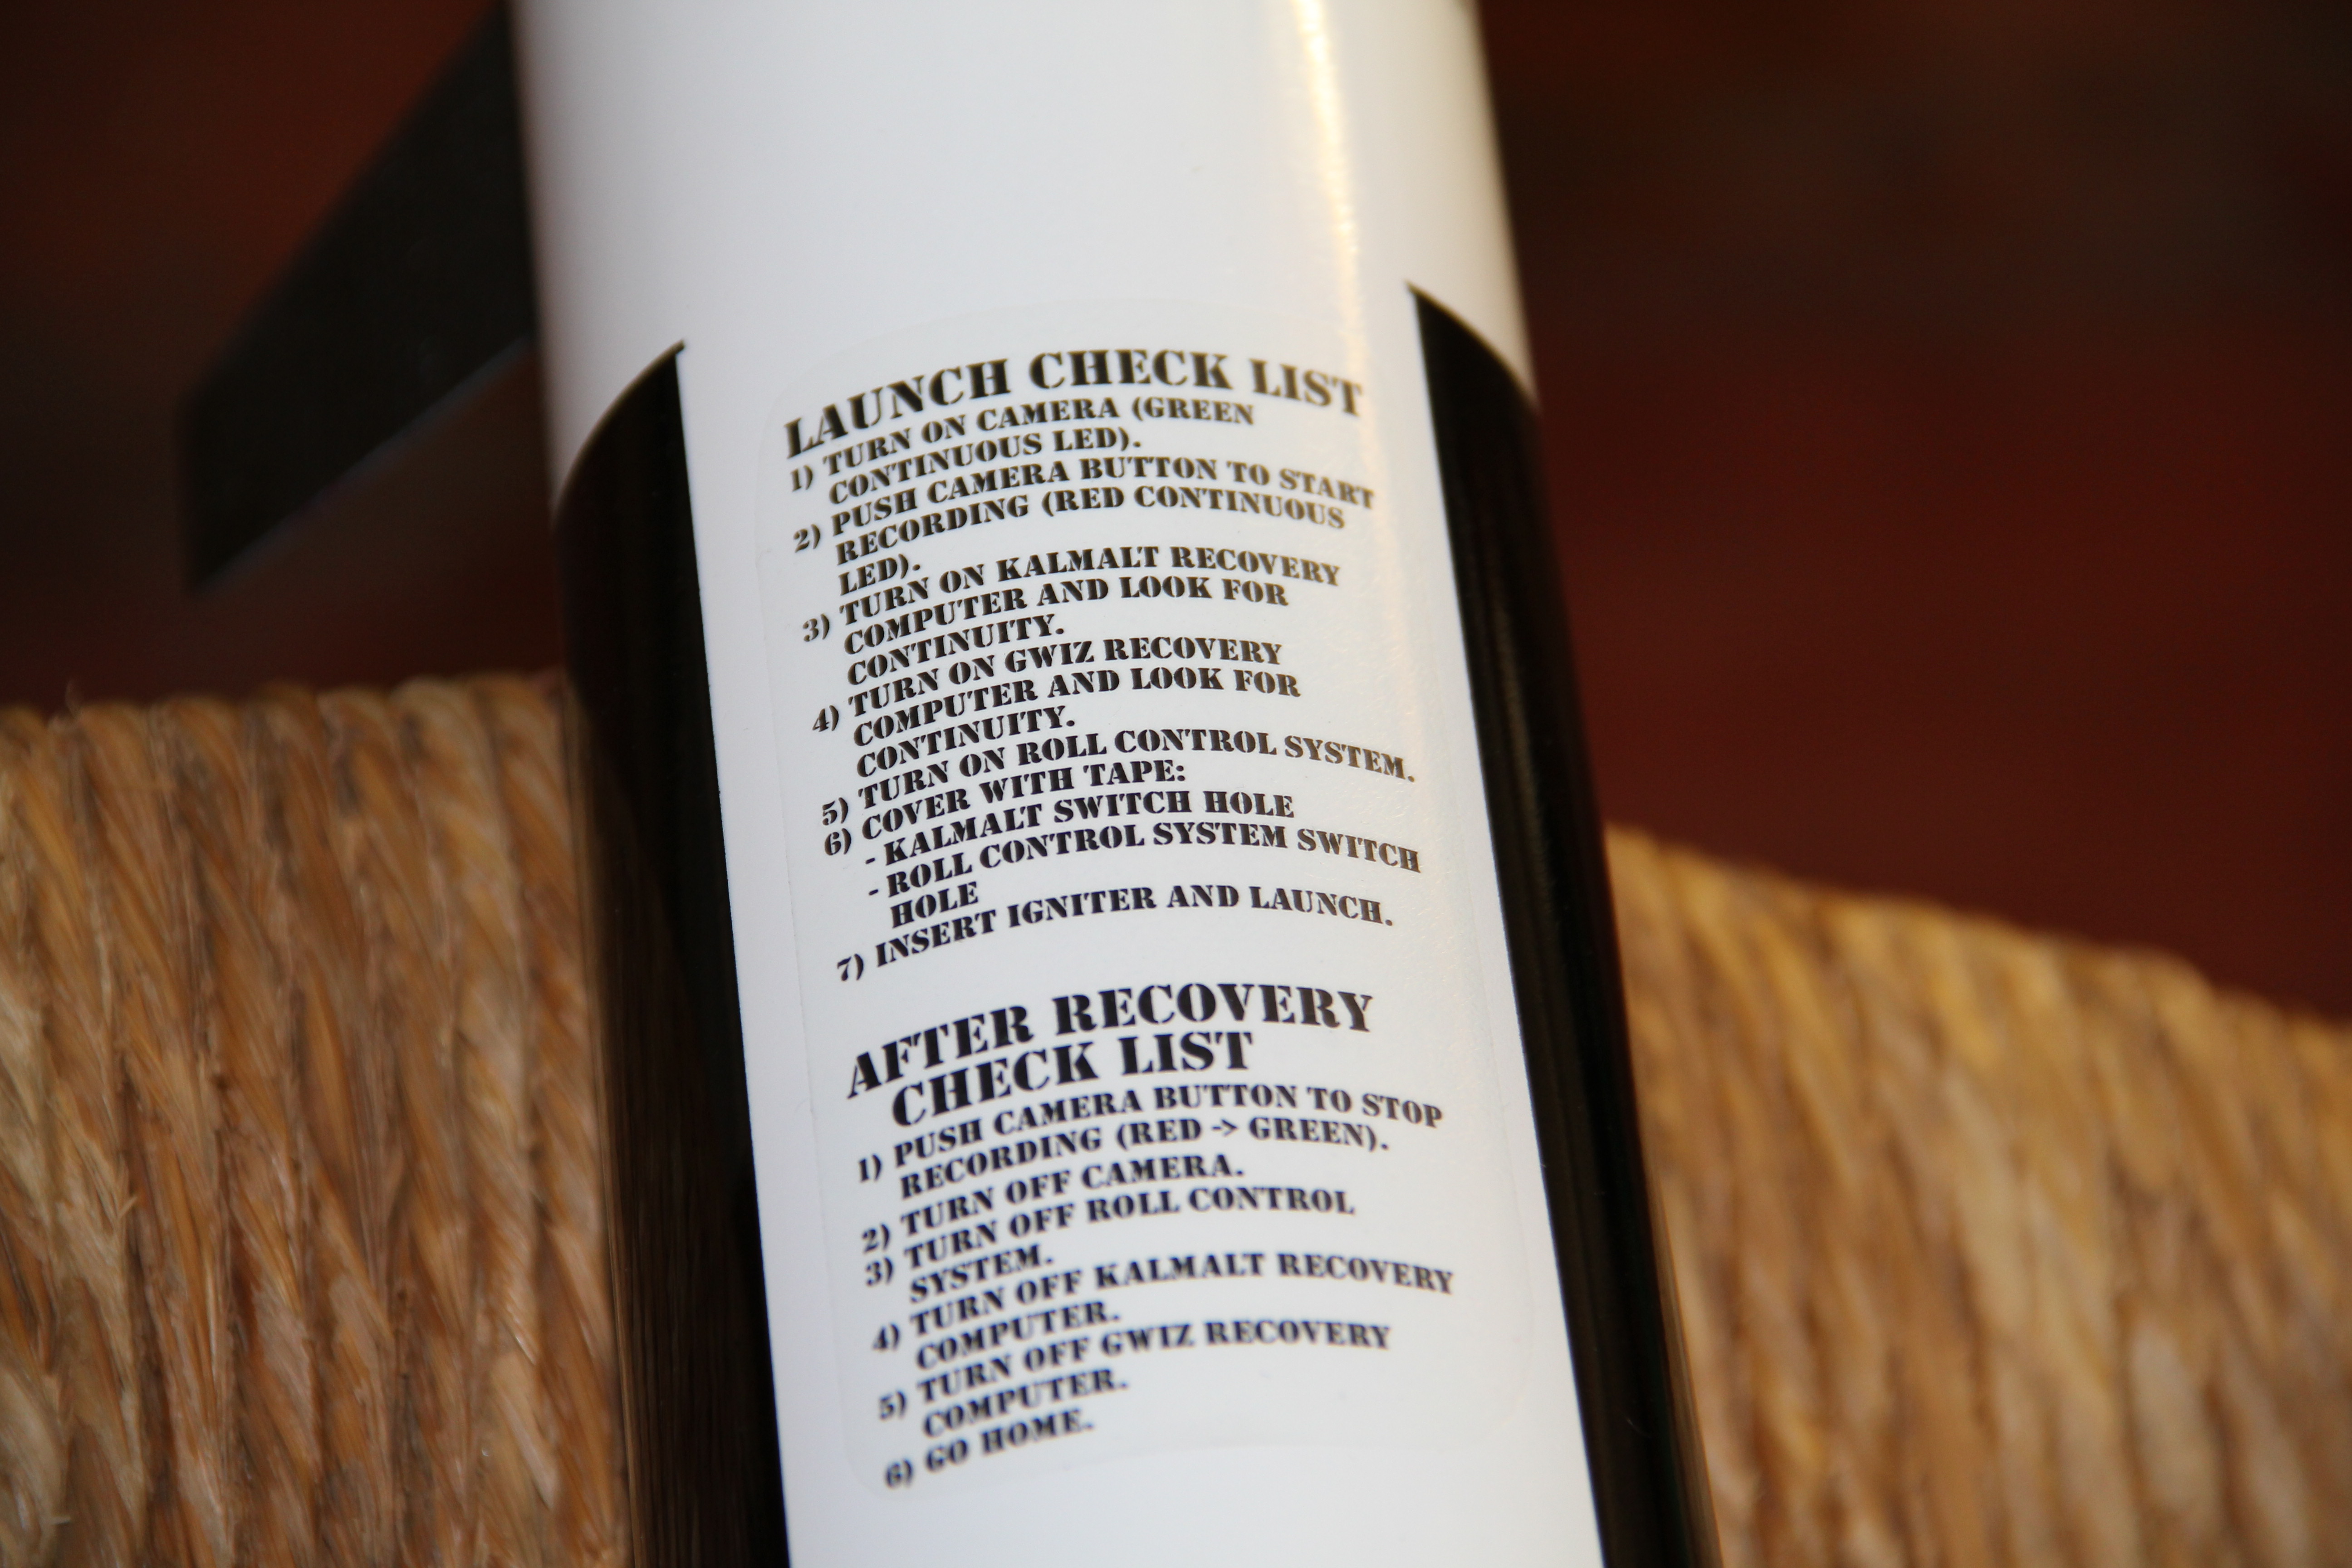 LAUNCH CHECK LIST
1) TURN ON CAMERA (GREEN
CONTINUOUS LED).
2) PUSH CAMERA BUTTON TO START
RECORDING (RED CONTINUOUS
LED).
3) TURN ON KALMALT RECOVERY
COMPUTER AND LOOK FOR
CONTINUITY.
4) TURN ON GWIZ RECOVERY
COMPUTER AND LOOK FOR
CONTINUITY.
5) TURN ON ROLL CONTROL SYSTEM.
6) COVER WITH TAPE:
- KALMALT SWITCH HOLE
- ROLL CONTROL SYSTEM SWITCH
HOLE
7) INSERT IGNITER AND LAUNCH.
AFTER RECOVERY
CHECK LIST
1) PUSH CAMERA BUTTON TO STOP
RECORDING (RED -> GREEN).
2) TURN OFF CAMERA.
3) TURN OFF ROLL CONTROL
SYSTEM.
4) TURN OFF KALMALT RECOVERY
COMPUTER.
5) TURN OFF GWIZ RECOVERY
COMPUTER.
6) GO HOME.